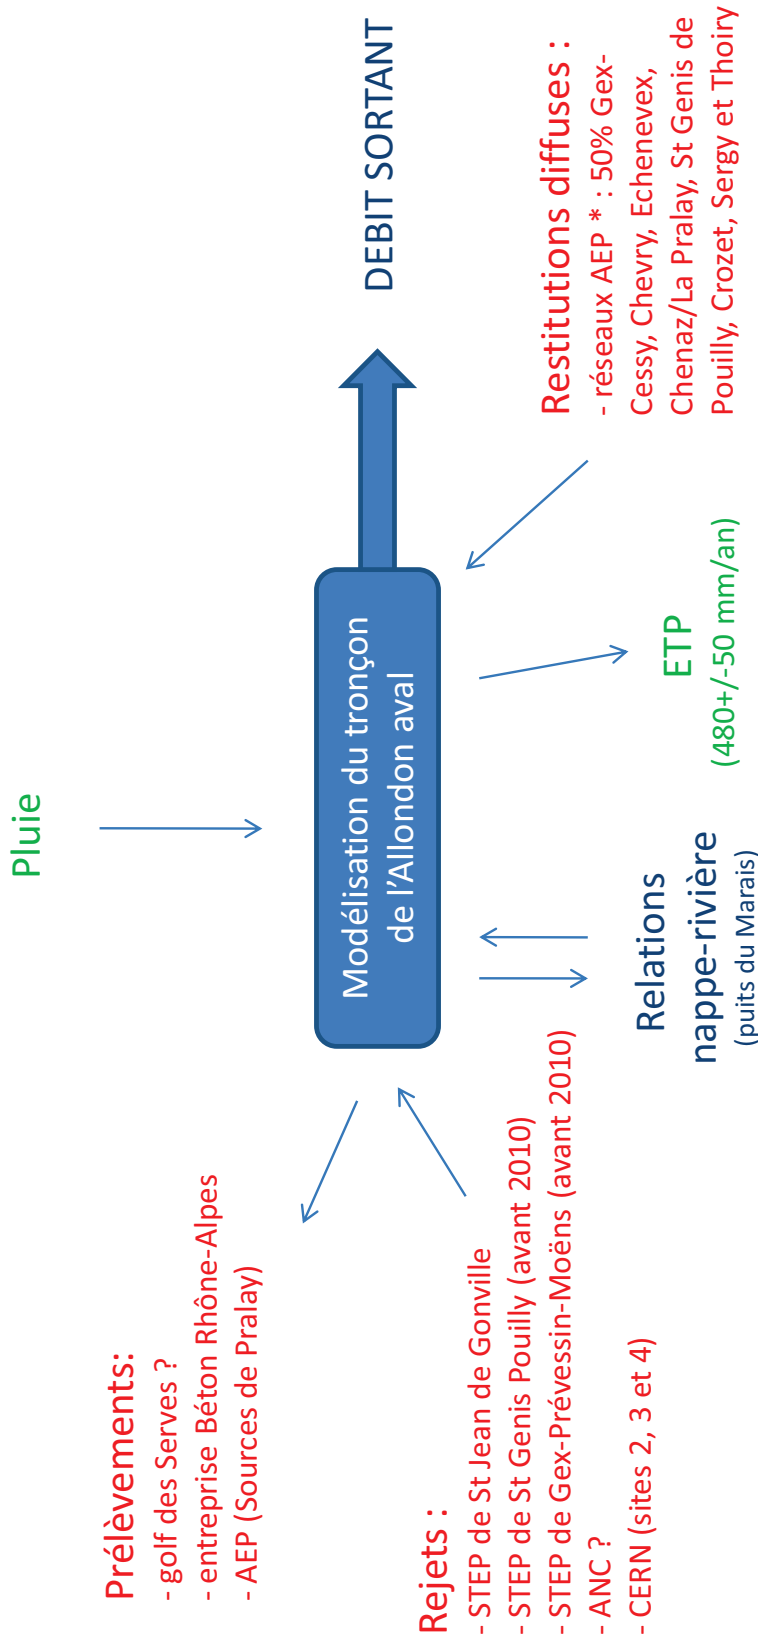 Pluie
Prélèvements:
- golf des Serves ?
- entreprise Béton Rhône-Alpes
- AEP (Sources de Pralay)
Modélisation du tronçon
de l'Allondon aval
DEBIT SORTANT
Rejets :
- STEP de St Jean de Gonville
- STEP de St Genis Pouilly (avant 2010)
- STEP de Gex-Prévessin-Moëns (avant 2010)
- ANC ?
- CERN (sites 2, 3 et 4)
Relations
nappe-rivière
(puits du Marais)
ETP
(480+/-50 mm/an)
Restitutions diffuses :
- réseaux AEP * : 50% Gex-
Cessy, Chevry, Echenevex,
Chenaz/La Pralay, St Genis de
Pouilly, Crozet, Sergy et Thoiry